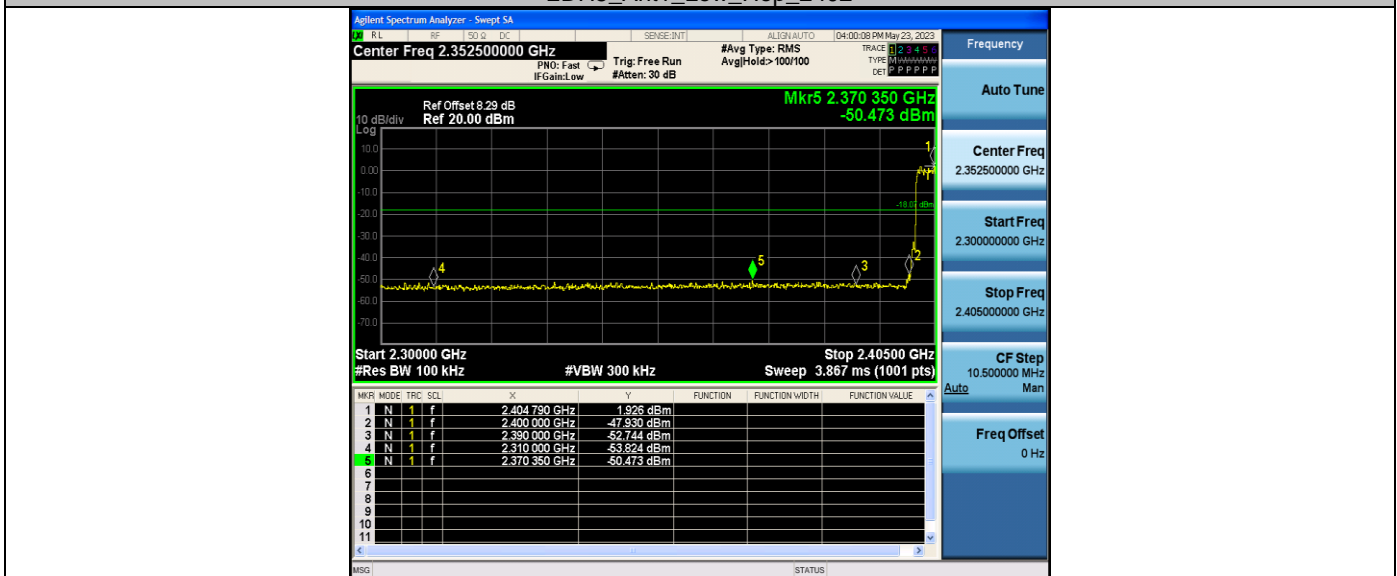 Agilent Spectrum Analyzer - Swept SA
RL RF 50 Ω DC SENSE:INT ALIGN AUTO 04:00:08 PM May 23, 2023
Center Freq 2.352500000 GHz
PNO: Fast
IFGain:Low
Trig: Free Run
#Atten: 30 dB
#Avg Type: RMS
Avg|Hold:> 100/100
TRACE 1 2 3 4 5 6
TYPE M
DET P P P P P P
Ref Offset 8.29 dB
Ref 20.00 dBm
10 dB/div
Log
Mkr5 2.370 350 GHz
-50.473 dBm
10.0
0.00
-10.0
-20.0
-30.0
-40.0
-50.0
-60.0
-70.0
-18.07 dBm
1
2
3
4
5
Start 2.30000 GHz
Stop 2.40500 GHz
#Res BW 100 kHz
#VBW 300 kHz
Sweep 3.867 ms (1001 pts)
MKR MODE TRC SCL X Y FUNCTION FUNCTION WIDTH FUNCTION VALUE
1 N 1 f 2.404 790 GHz 1.926 dBm
2 N 1 f 2.400 000 GHz -47.930 dBm
3 N 1 f 2.390 000 GHz -52.744 dBm
4 N 1 f 2.310 000 GHz -53.824 dBm
5 N 1 f 2.370 350 GHz -50.473 dBm
6
7
8
9
10
11
MSG STATUS
Frequency
Auto Tune
Center Freq
2.352500000 GHz
Start Freq
2.300000000 GHz
Stop Freq
2.405000000 GHz
CF Step
10.500000 MHz
Auto Man
Freq Offset
0 Hz